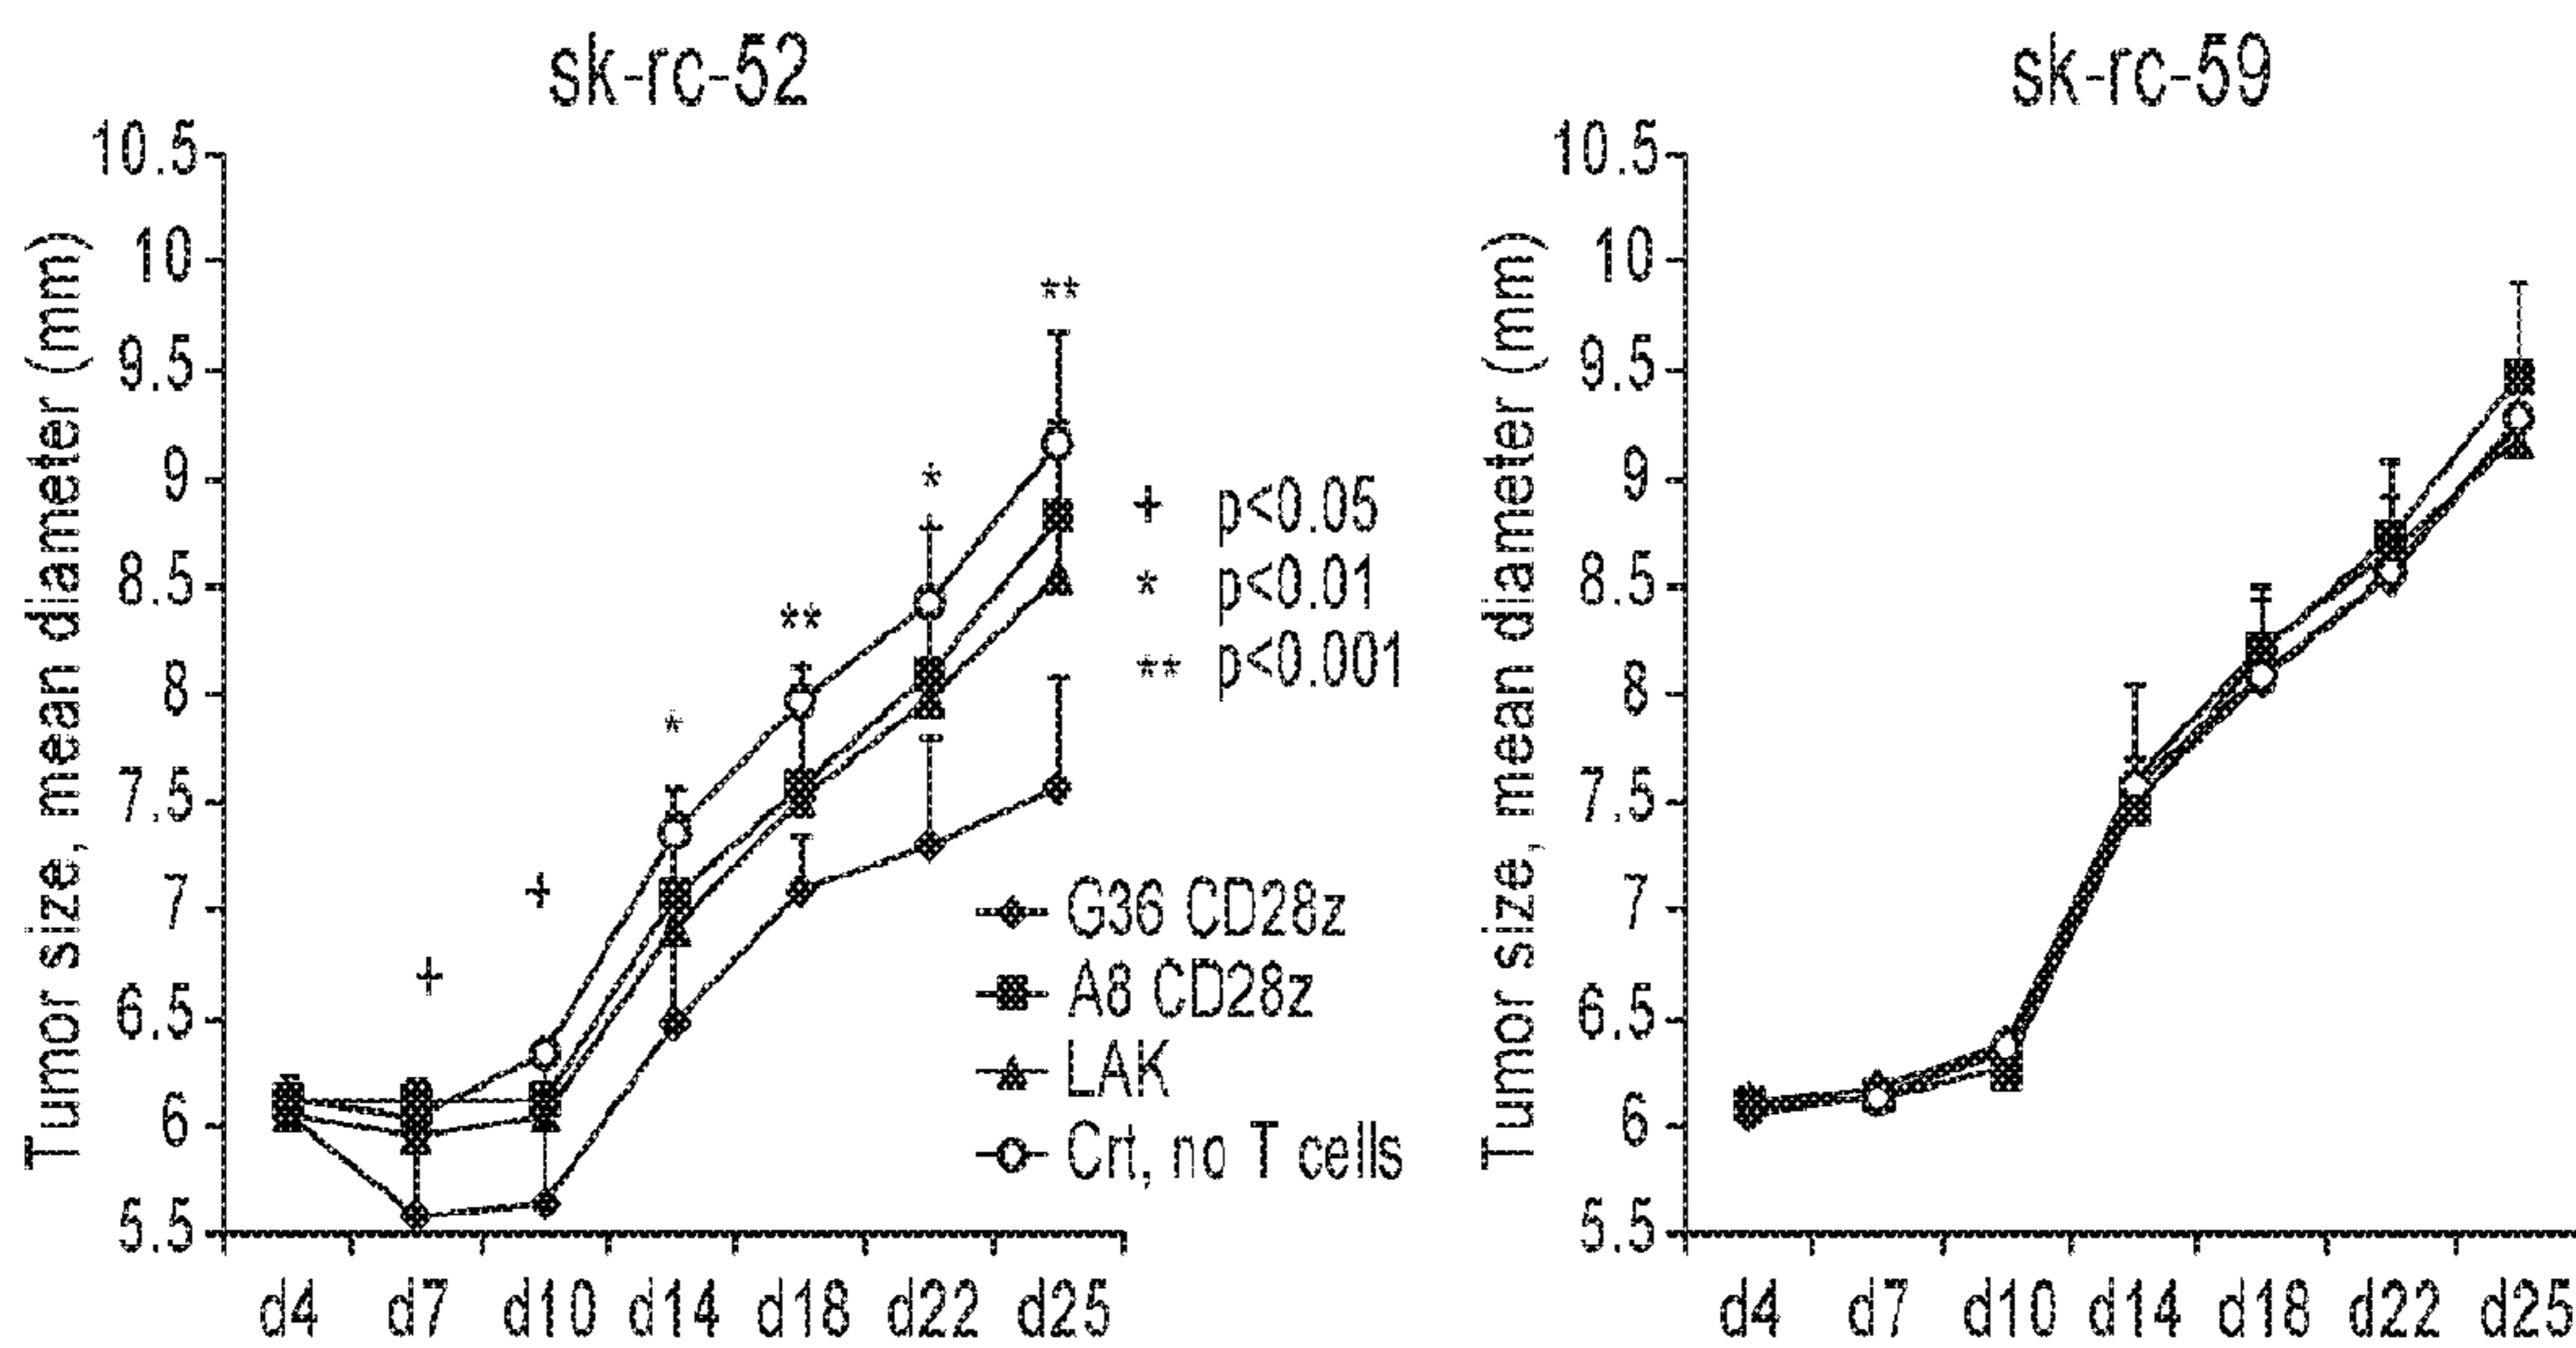 sk-rc-52
Tumor size, mean diameter (mm)
10.5
10
9.5
9
8.5
8
7.5
7
6.5
6
5.5
d4 d7 d10 d14 d18 d22 d25
+
+
*
**
*
**
+ p<0.05
* p<0.01
** p<0.001
G36 CD28z
A8 CD28z
LAK
Crt, no T cells
sk-rc-59
Tumor size, mean diameter (mm)
10.5
10
9.5
9
8.5
8
7.5
7
6.5
6
5.5
d4 d7 d10 d14 d18 d22 d25